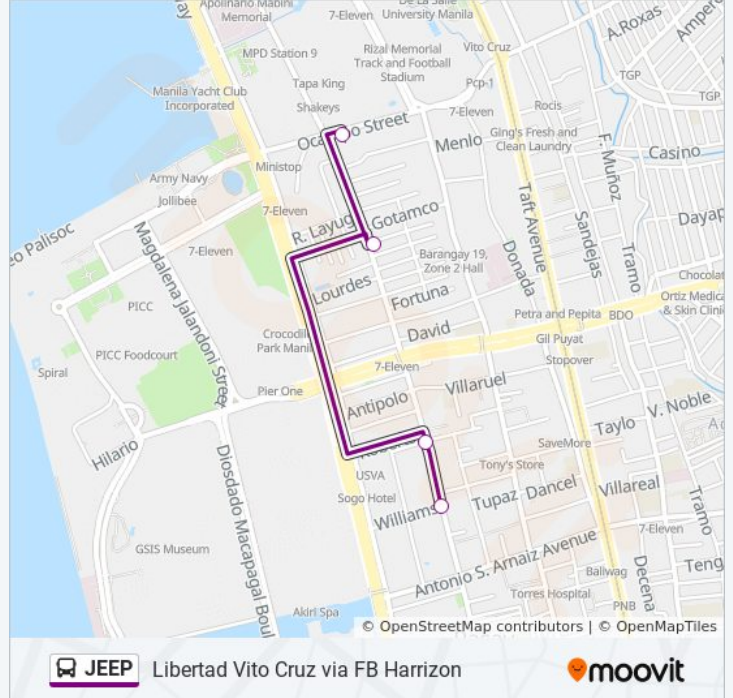 Apolinario Mabini
Memorial
7-Eleven
De La Salle
University Manila
A.Roxas
MPD Station 9
Rizal Memorial
Track and Football
Stadium
Vito Cruz
TGP
Manila Yacht Club
Incorporated
Tapa King
Pcp-1
TGP
Shakeys
7-Eleven
Rocis
Street
Menlo
Ging's Fresh and
Clean Laundry
F. Muñoz
Casino
Ministop
Army Navy
Jollibee
7-Eleven
R. Layug
Gotamco
Taft Avenue
Sandejas
Magdalena Jalandoni Street
7-Eleven
Barangay 19,
Zone 2 Hall
Donada
Tramo
Lourdes
Fortuna
PICC
Petra and Pepita
BDO
Ortiz Medica
& Skin Clini
Crocodile
Park Manil
David
Gil Puyat
PICC Foodcourt
7-Eleven
Stopover
Spiral
Pier One
Villaruel
Antipolo
V. Noble
Taylo
Hilario
SaveMore
USVA
Tony's Store
Sogo Hotel
Tupaz
Dancel
Villareal
Tramo
Williams
Diosdado Macapagal Boul
7-Eleven
GSIS Museum
Antonio S. Arnaiz Avenue
Baliwag
Decena
Teng
Torres Hospital
Akirl Spa
PNB
© OpenStreetMap contributors | © OpenMapTiles
JEEP Libertad Vito Cruz via FB Harrizon
moovit